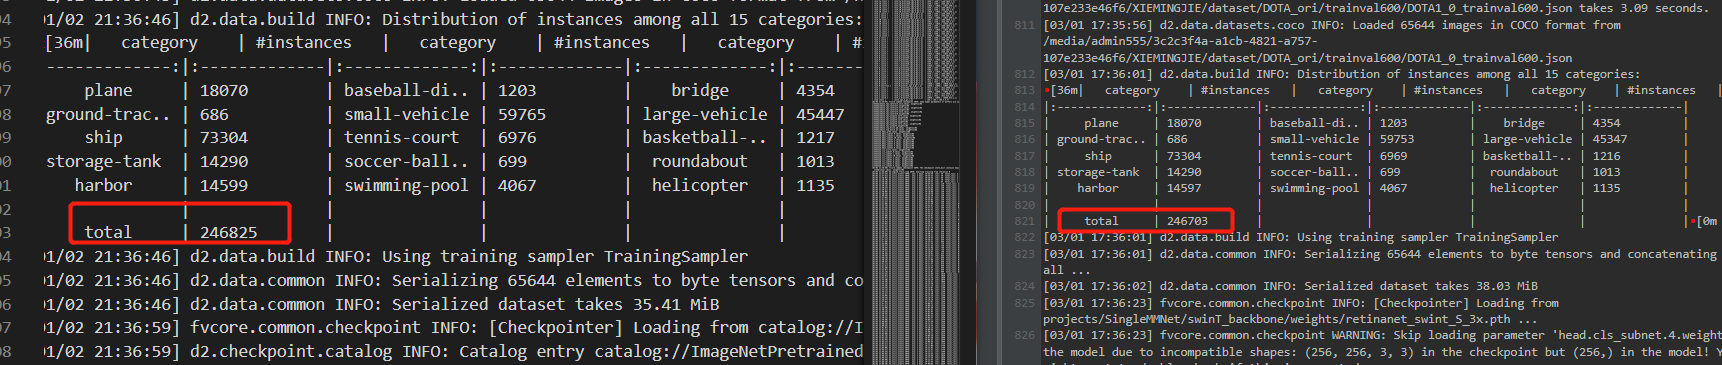 01/02 21:36:46] d2.data.build INFO: Distribution of instances among all 15 categories:
[36m| category | #instances | category | #instances | category | #i
-------------:|:-------------|:-------------:|:-------------|:-------------:|:------
plane | 18070 | baseball-di.. | 1203 | bridge | 4354
ground-trac.. | 686 | small-vehicle | 59765 | large-vehicle | 45447
ship | 73304 | tennis-court | 6976 | basketball-.. | 1217
storage-tank | 14290 | soccer-ball.. | 699 | roundabout | 1013
harbor | 14599 | swimming-pool | 4067 | helicopter | 1135
total | 246825 | | | |
01/02 21:36:46] d2.data.build INFO: Using training sampler TrainingSampler
01/02 21:36:46] d2.data.common INFO: Serializing 65644 elements to byte tensors and co
01/02 21:36:46] d2.data.common INFO: Serialized dataset takes 35.41 MiB
01/02 21:36:59] fvcore.common.checkpoint INFO: [Checkpointer] Loading from catalog://I
01/02 21:36:59] d2.checkpoint.catalog INFO: Catalog entry catalog://ImageNetPretrained
107e233e46f6/XIEMINGJIE/dataset/DOTA_ori/trainval600/DOTA1_0_trainval600.json takes 3.09 seconds.
811 [03/01 17:35:56] d2.data.datasets.coco INFO: Loaded 65644 images in COCO format from
/media/admin555/3c2c3f4a-a1cb-4821-a757-
107e233e46f6/XIEMINGJIE/dataset/DOTA_ori/trainval600/DOTA1_0_trainval600.json
812 [03/01 17:36:01] d2.data.build INFO: Distribution of instances among all 15 categories:
813 [36m| category | #instances | category | #instances | category | #instances |
814 |:-------------:|:-------------|:-------------:|:-------------|:-------------:|:-------------|
815 | plane | 18070 | baseball-di.. | 1203 | bridge | 4354 |
816 | ground-trac.. | 686 | small-vehicle | 59753 | large-vehicle | 45347 |
817 | ship | 73304 | tennis-court | 6969 | basketball-.. | 1216 |
818 | storage-tank | 14290 | soccer-ball.. | 699 | roundabout | 1013 |
819 | harbor | 14597 | swimming-pool | 4067 | helicopter | 1135 |
820 | | | | | | |
821 | total | 246703 | | | | |[0m
822 [03/01 17:36:01] d2.data.build INFO: Using training sampler TrainingSampler
823 [03/01 17:36:01] d2.data.common INFO: Serializing 65644 elements to byte tensors and concatenating
all ...
824 [03/01 17:36:02] d2.data.common INFO: Serialized dataset takes 38.03 MiB
825 [03/01 17:36:23] fvcore.common.checkpoint INFO: [Checkpointer] Loading from
projects/SingleMMNet/swinT_backbone/weights/retinanet_swint_S_3x.pth ...
826 [03/01 17:36:23] fvcore.common.checkpoint WARNING: Skip loading parameter 'head.cls_subnet.4.weight
the model due to incompatible shapes: (256, 256, 3, 3) in the checkpoint but (256,) in the model! Y